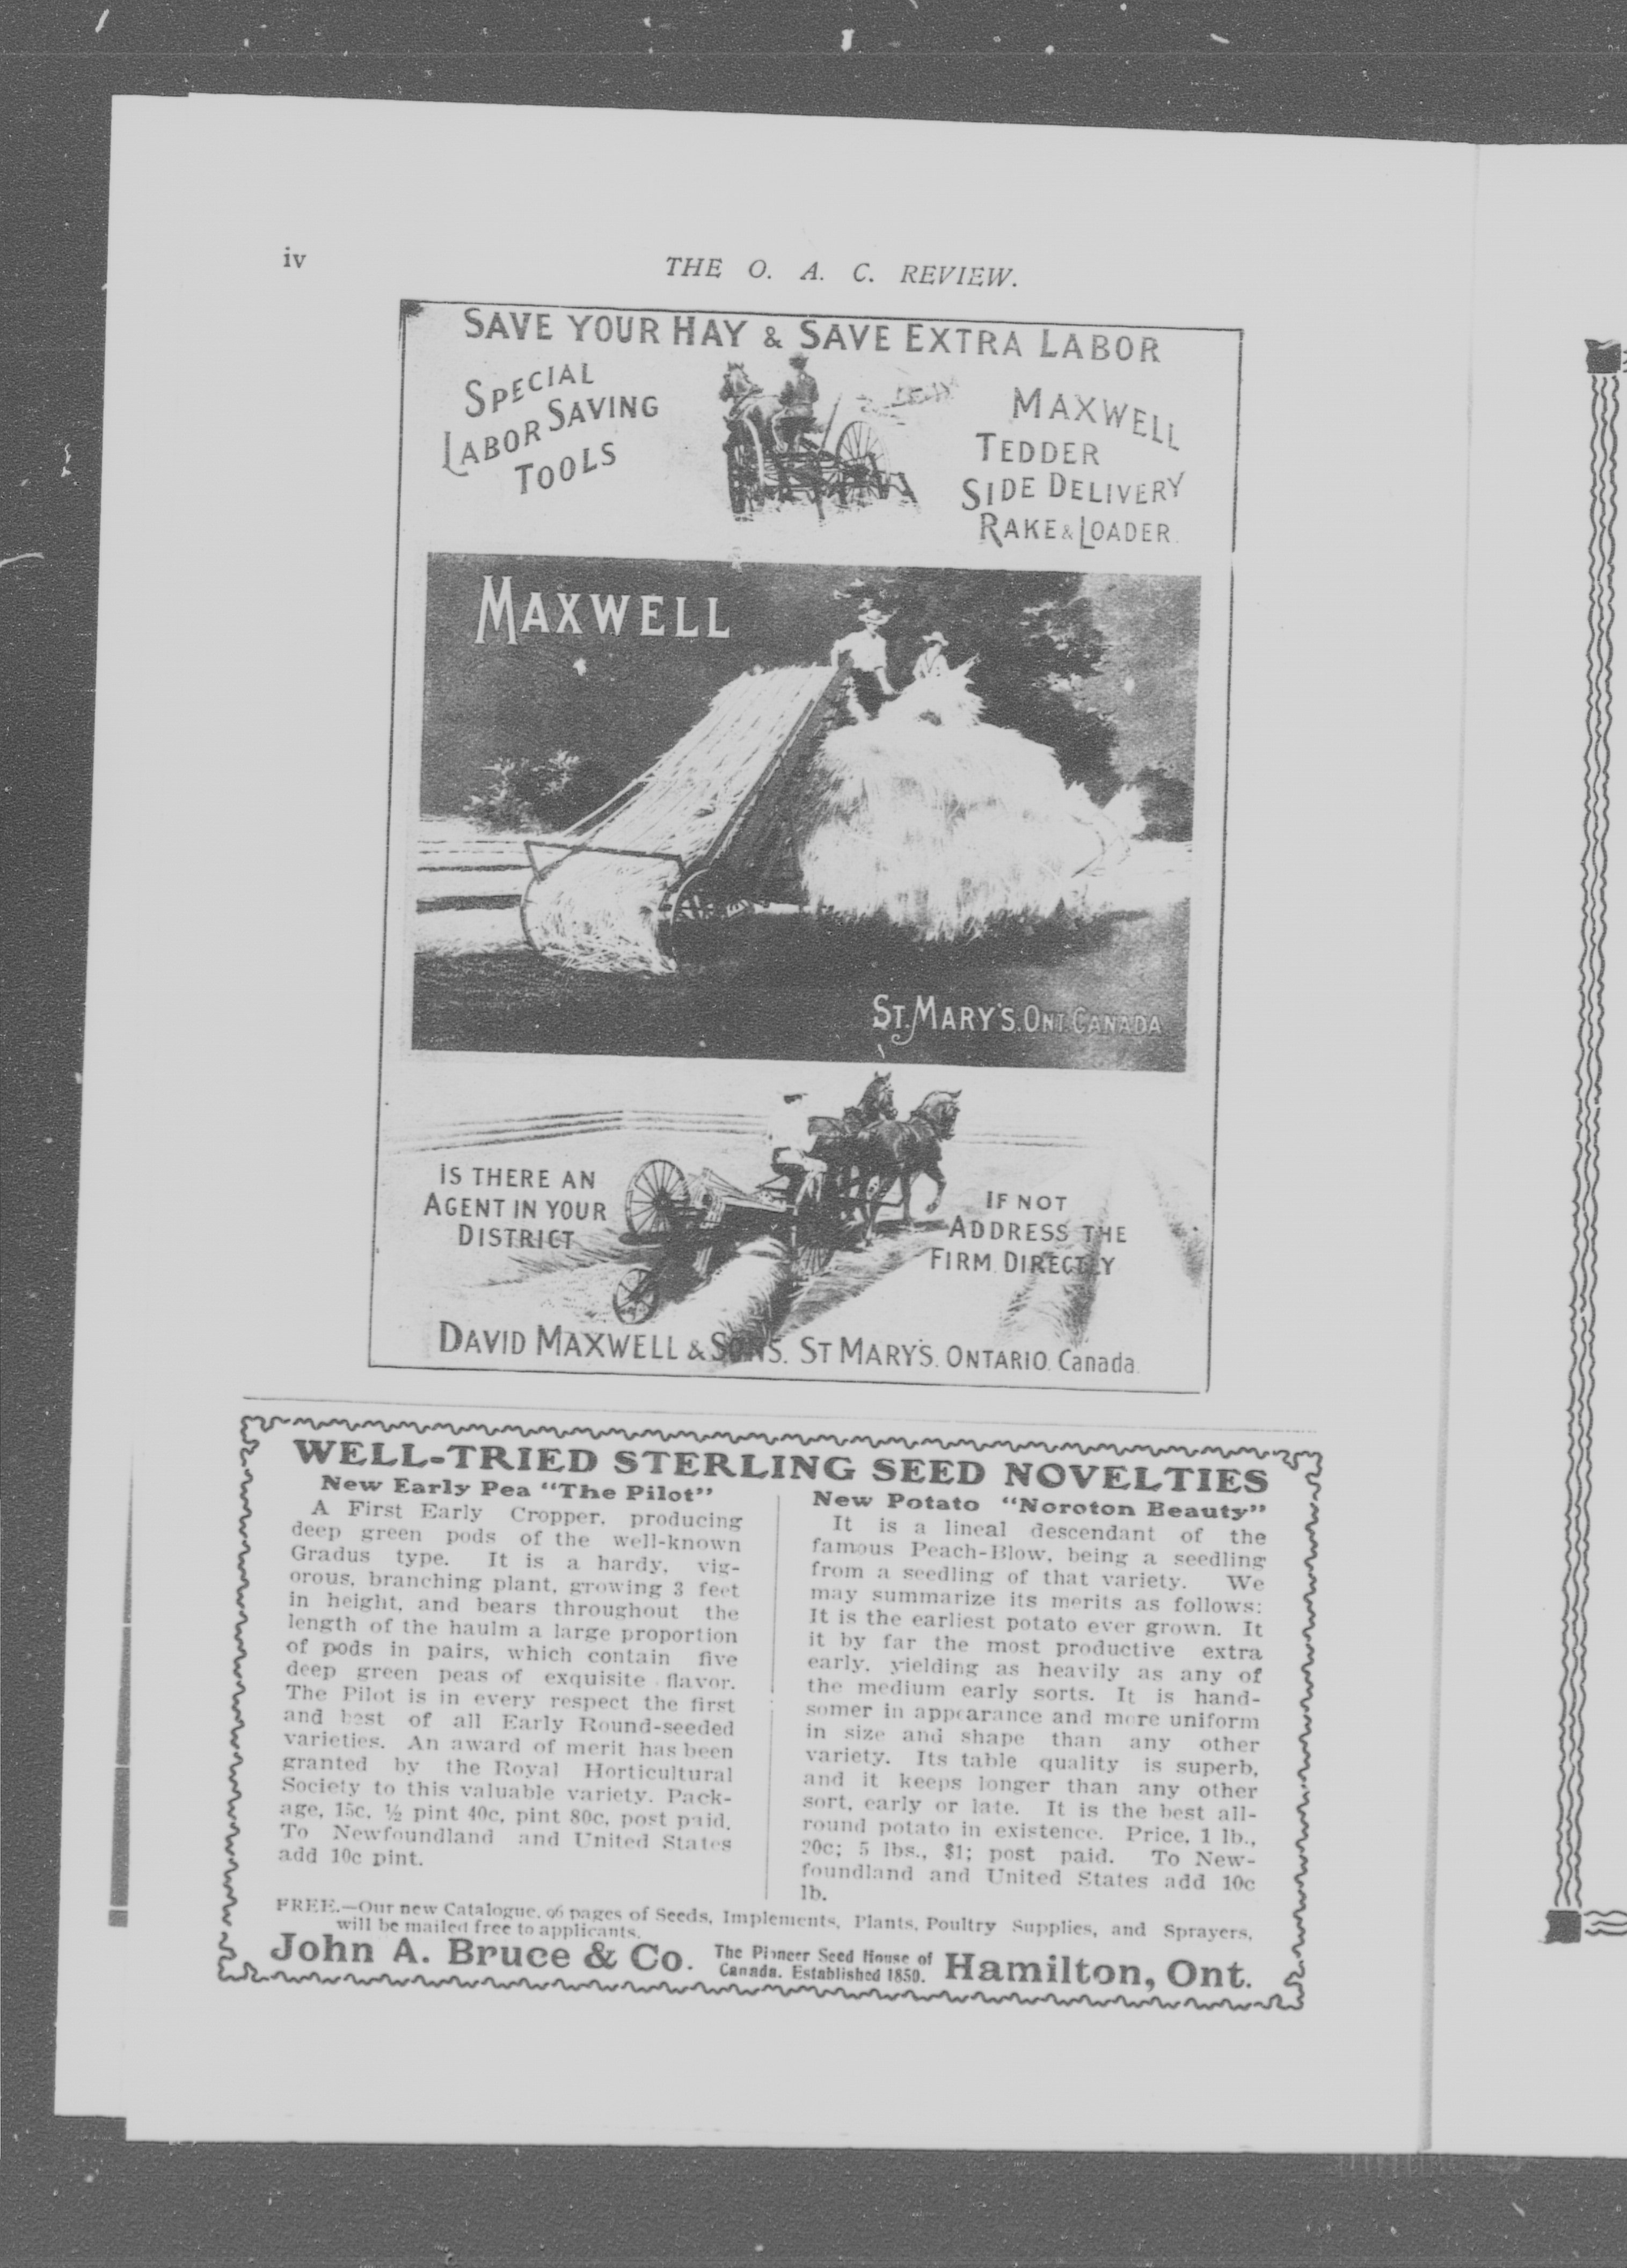 iv
THE O. A. C. REVIEW.
SAVE YOUR HAY & SAVE EXTRA LABOR
SPECIAL
LABOR SAVING
TOOLS
MAXWELL
TEDDER
SIDE DELIVERY
RAKE & LOADER.
MAXWELL
ST. MARY'S. ONT. CANADA
IS THERE AN
AGENT IN YOUR
DISTRICT
IF NOT
ADDRESS THE
FIRM DIRECTLY
DAVID MAXWELL & SONS. ST MARY'S. ONTARIO. Canada.
WELL-TRIED STERLING SEED NOVELTIES
New Early Pea "The Pilot"
A First Early Cropper, producing
deep green pods of the well-known
Gradus type. It is a hardy, vig-
orous, branching plant, growing 3 feet
in height, and bears throughout the
length of the haulm a large proportion
of pods in pairs, which contain five
deep green peas of exquisite flavor.
The Pilot is in every respect the first
and best of all Early Round-seeded
varieties. An award of merit has been
granted by the Royal Horticultural
Society to this valuable variety. Pack-
age, 15c, ½ pint 40c, pint 80c, post paid.
To Newfoundland and United States
add 10c pint.
New Potato "Noroton Beauty"
It is a lineal descendant of the
famous Peach-Blow, being a seedling
from a seedling of that variety. We
may summarize its merits as follows:
It is the earliest potato ever grown. It
it by far the most productive extra
early, yielding as heavily as any of
the medium early sorts. It is hand-
somer in appearance and more uniform
in size and shape than any other
variety. Its table quality is superb,
and it keeps longer than any other
sort, early or late. It is the best all-
round potato in existence. Price, 1 lb.,
20c; 5 lbs., $1; post paid. To New-
foundland and United States add 10c
lb.
FREE.—Our new Catalogue, 96 pages of Seeds, Implements, Plants, Poultry Supplies, and Sprayers,
will be mailed free to applicants.
John A. Bruce & Co. The Pioneer Seed House of
Canada. Established 1850. Hamilton, Ont.